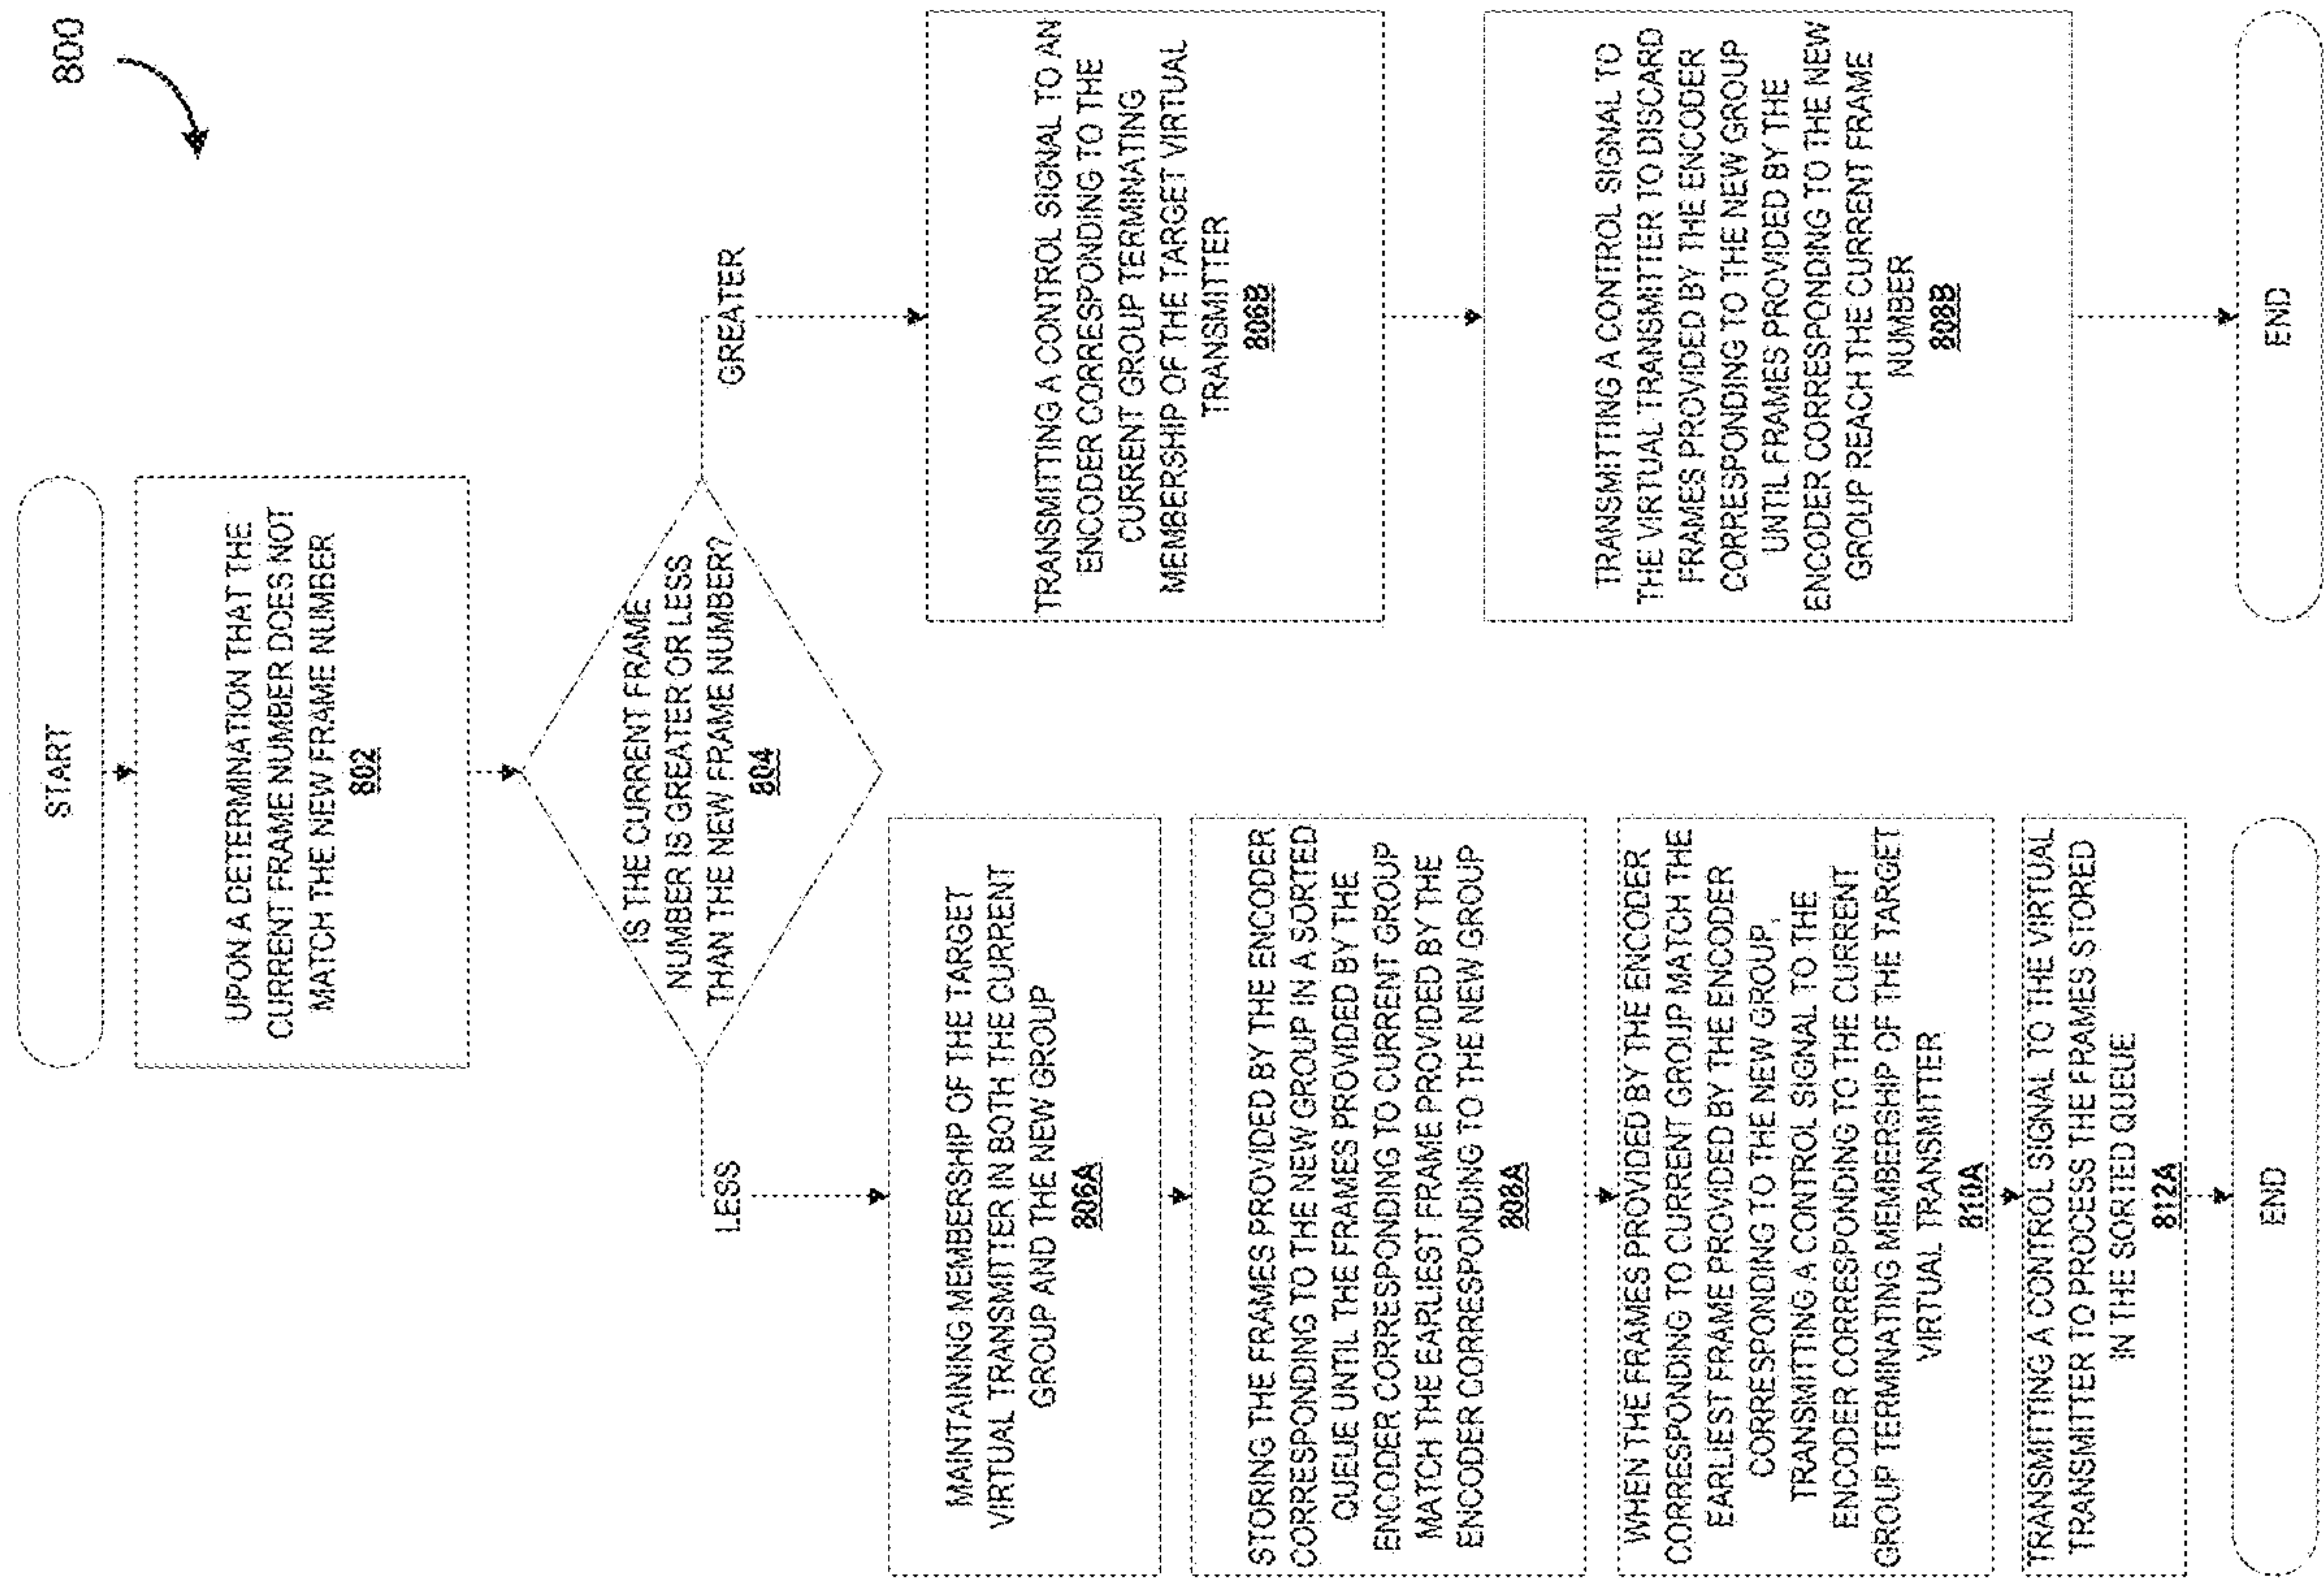 800
START
UPON A DETERMINATION THAT THE
CURRENT FRAME NUMBER DOES NOT
MATCH THE NEW FRAME NUMBER
802
IS THE CURRENT FRAME
NUMBER IS GREATER OR LESS
THAN THE NEW FRAME NUMBER?
804
LESS
GREATER
MAINTAINING MEMBERSHIP OF THE TARGET
VIRTUAL TRANSMITTER IN BOTH THE CURRENT
GROUP AND THE NEW GROUP
806A
STORING THE FRAMES PROVIDED BY THE ENCODER
CORRESPONDING TO THE NEW GROUP IN A SORTED
QUEUE UNTIL THE FRAMES PROVIDED BY THE
ENCODER CORRESPONDING TO CURRENT GROUP
MATCH THE EARLIEST FRAME PROVIDED BY THE
ENCODER CORRESPONDING TO THE NEW GROUP
808A
WHEN THE FRAMES PROVIDED BY THE ENCODER
CORRESPONDING TO CURRENT GROUP MATCH THE
EARLIEST FRAME PROVIDED BY THE ENCODER
CORRESPONDING TO THE NEW GROUP,
TRANSMITTING A CONTROL SIGNAL TO THE
ENCODER CORRESPONDING TO THE CURRENT
GROUP TERMINATING MEMBERSHIP OF THE TARGET
VIRTUAL TRANSMITTER
810A
TRANSMITTING A CONTROL SIGNAL TO THE VIRTUAL
TRANSMITTER TO PROCESS THE FRAMES STORED
IN THE SORTED QUEUE
812A
END
TRANSMITTING A CONTROL SIGNAL TO AN
ENCODER CORRESPONDING TO THE
CURRENT GROUP TERMINATING
MEMBERSHIP OF THE TARGET VIRTUAL
TRANSMITTER
806B
TRANSMITTING A CONTROL SIGNAL TO
THE VIRTUAL TRANSMITTER TO DISCARD
FRAMES PROVIDED BY THE ENCODER
CORRESPONDING TO THE NEW GROUP
UNTIL FRAMES PROVIDED BY THE
ENCODER CORRESPONDING TO THE NEW
GROUP REACH THE CURRENT FRAME
NUMBER
808B
END